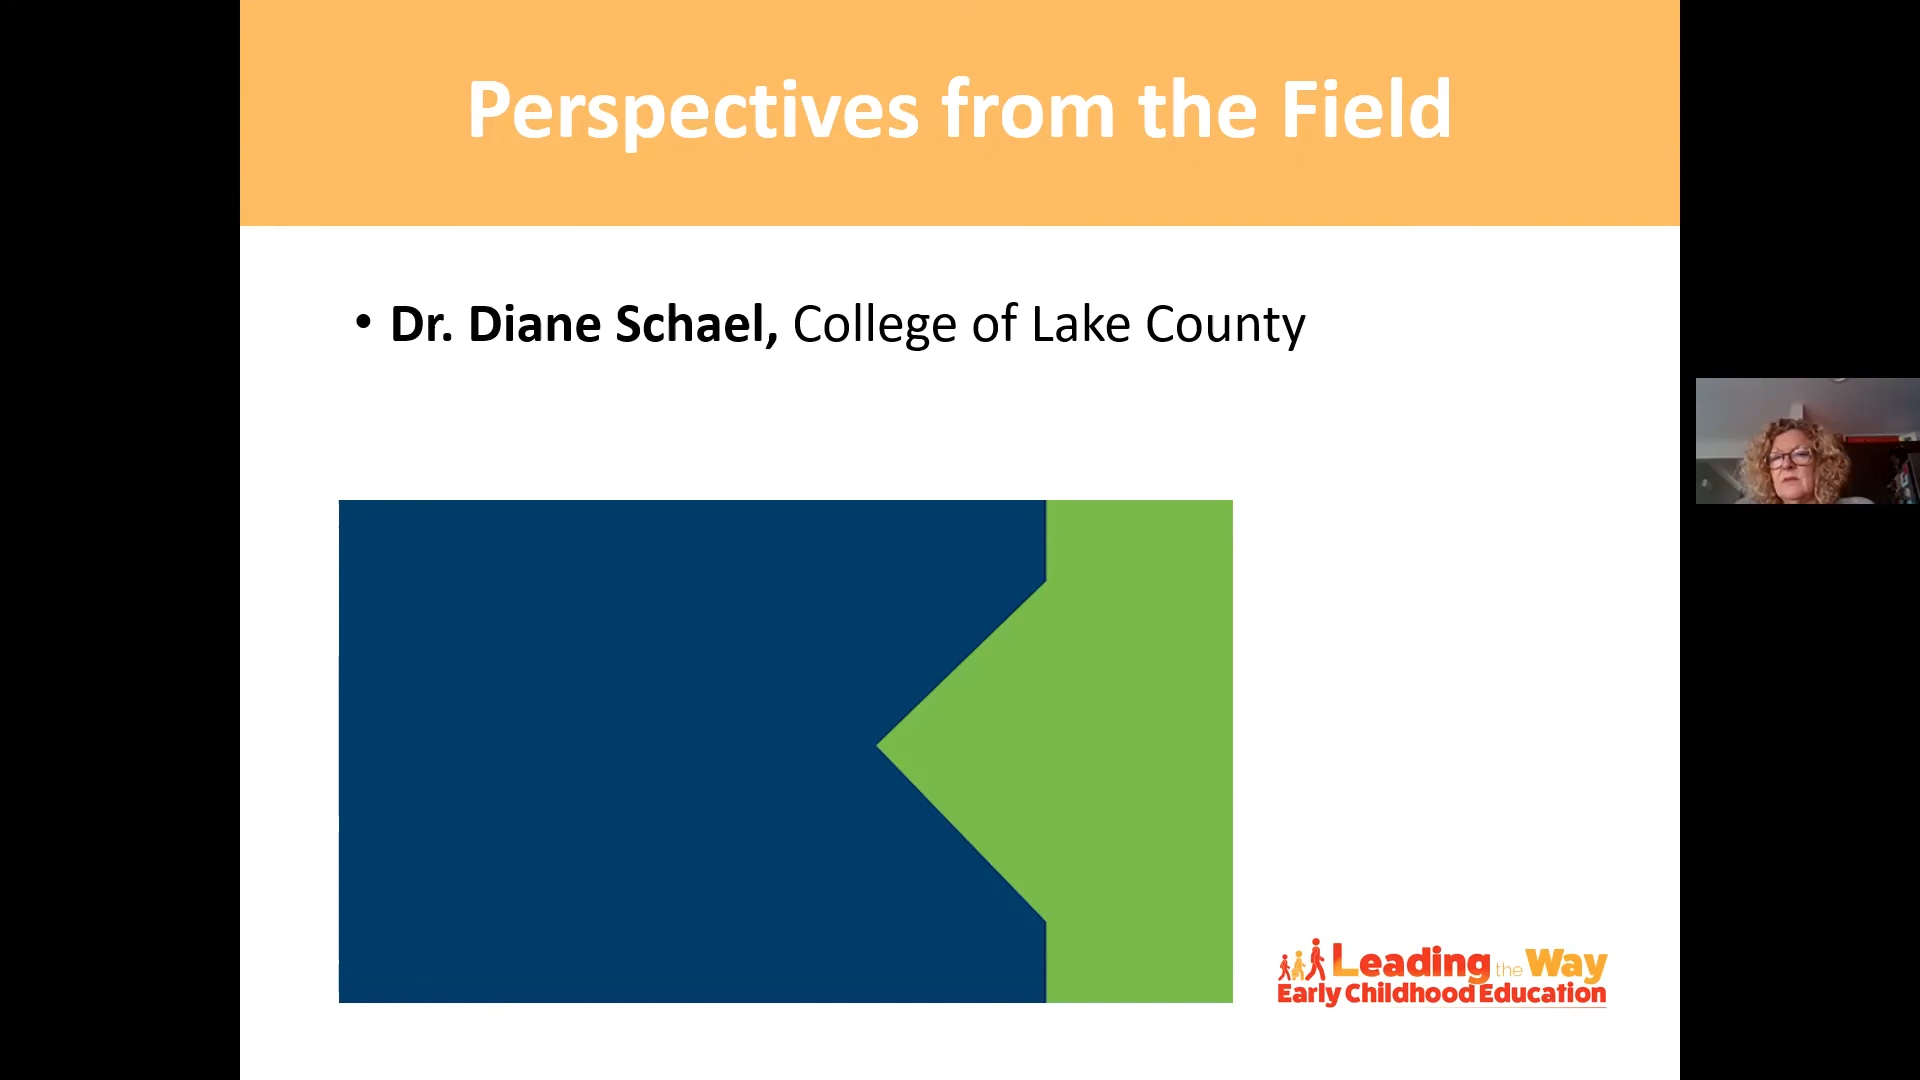 Perspectives from the Field
• Dr. Diane Schael, College of Lake County
Leading the Way
Early Childhood Education